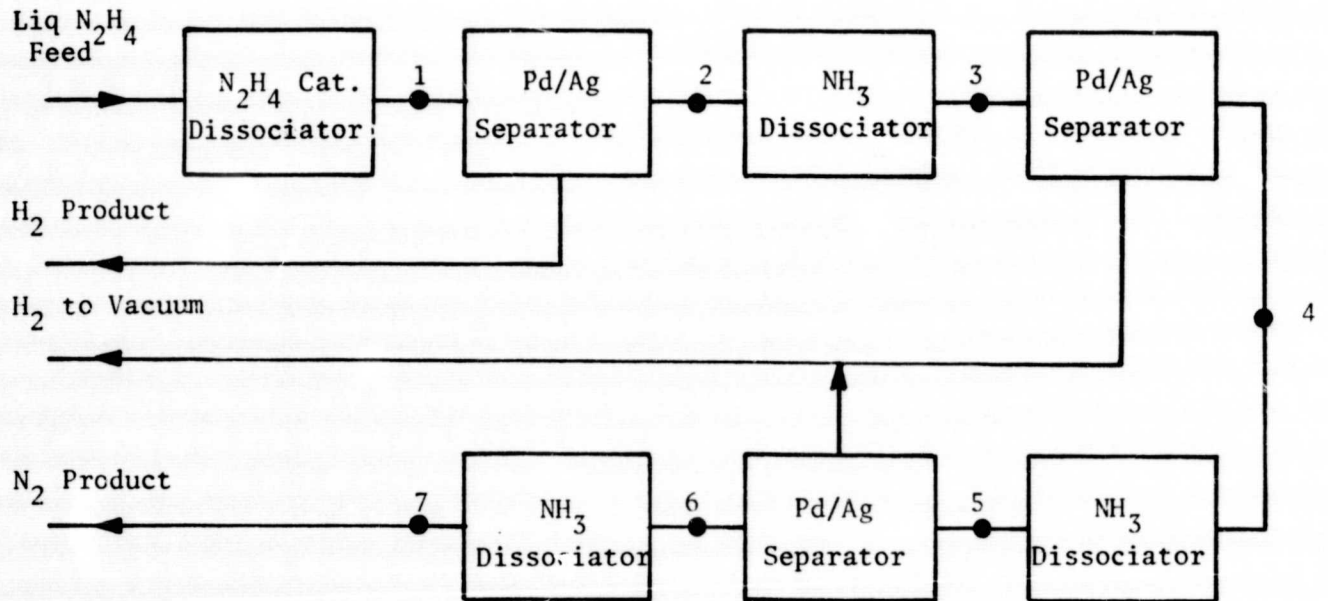 Liq N₂H₄
Feed
N₂H₄ Cat.
Dissociator
1
Pd/Ag
Separator
2
NH₃
Dissociator
3
Pd/Ag
Separator
H₂ Product
H₂ to Vacuum
4
N₂ Product
7
NH₃
Dissociator
6
Pd/Ag
Separator
5
NH₃
Dissociator